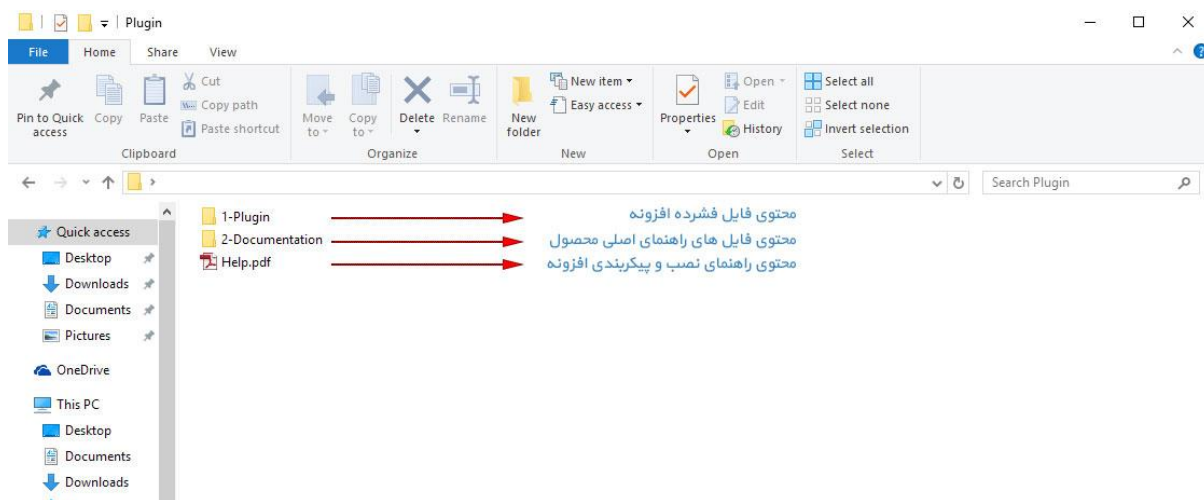 Plugin
File Home Share View
Pin to Quick access
Copy
Paste
Cut
Copy path
Paste shortcut
Clipboard
Move to
Copy to
Delete
Rename
Organize
New folder
New item
Easy access
New
Properties
Open
Edit
History
Open
Select all
Select none
Invert selection
Select
Search Plugin
Quick access
Desktop
Downloads
Documents
Pictures
OneDrive
This PC
Desktop
Documents
Downloads
1-Plugin محتوی فایل فشرده افزونه
2-Documentation محتوی فایل های راهنمای اصلی محصول
Help.pdf محتوی راهنمای نصب و پیکربندی افزونه